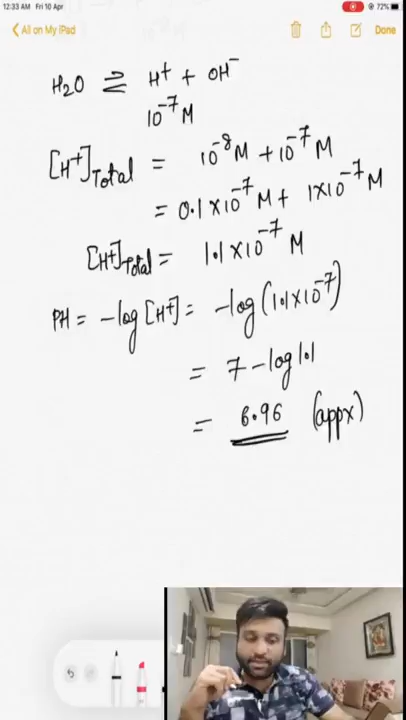 12:33 AM Fri 10 Apr 72%
All on My iPad Done
H₂O ⇌ H⁺ + OH⁻
10⁻⁷ M
[H⁺]Total = 10⁻⁸ M + 10⁻⁷ M
= 0.1 × 10⁻⁷ M + 1 × 10⁻⁷ M
[H⁺]Total = 1.1 × 10⁻⁷ M
PH = -log [H⁺] = -log (1.1 × 10⁻⁷)
= 7 - log 1.1
= 6.96 (appx)